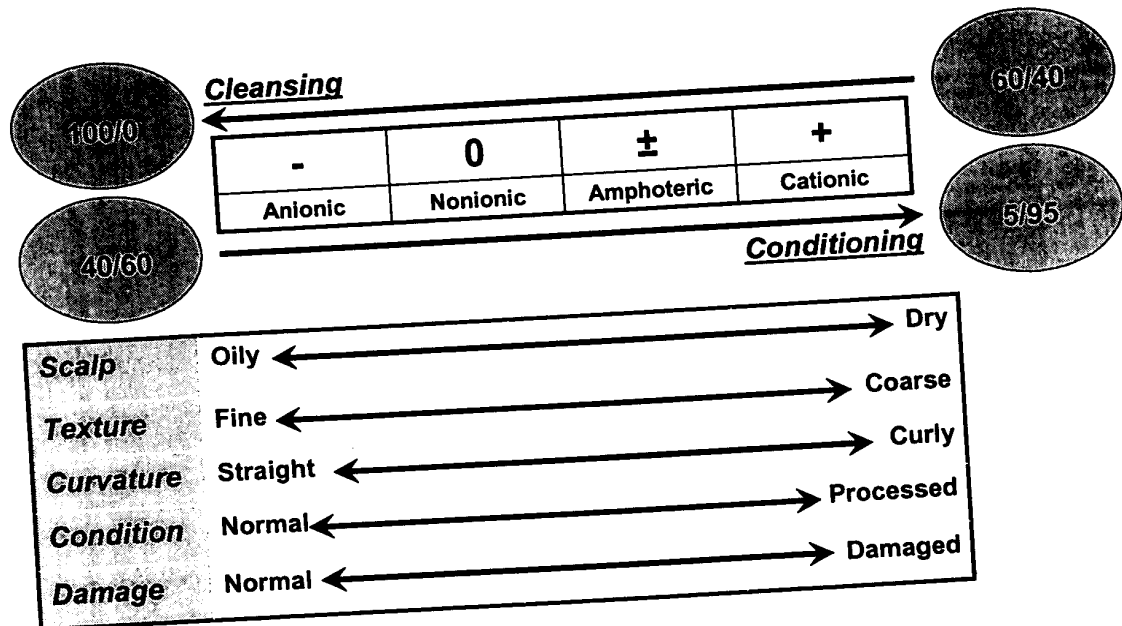 Cleansing
100/0
60/40
- 0 ± +
Anionic Nonionic Amphoteric Cationic
40/60
5/95
Conditioning
Scalp Oily Dry
Texture Fine Coarse
Curvature Straight Curly
Condition Normal Processed
Damage Normal Damaged